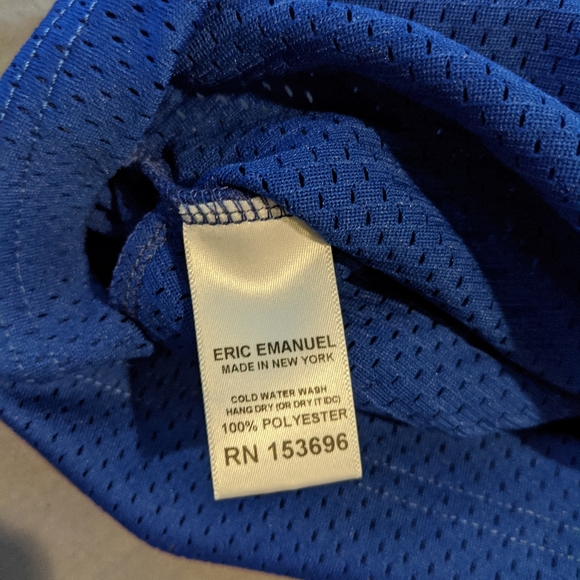 ERIC EMANUEL
MADE IN NEW YORK
COLD WATER WASH
HANG DRY (OR DRY IT IDC)
100% POLYESTER
RN 153696